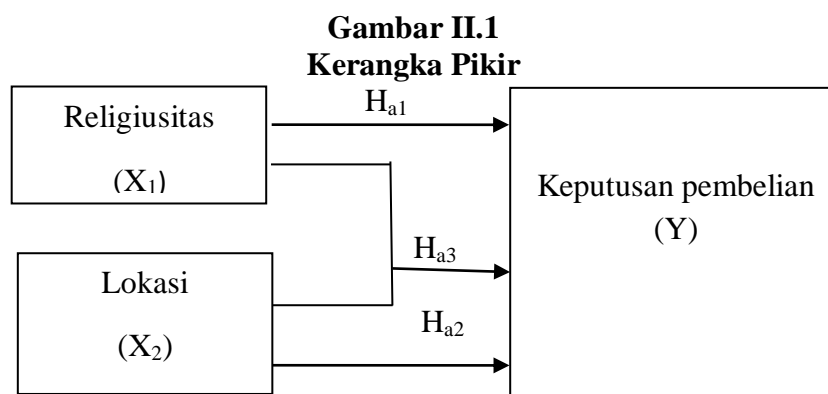 Gambar II.1
Kerangka Pikir
Religiusitas
(X₁)
Hₐ₁
Keputusan pembelian
(Y)
Hₐ₃
Lokasi
(X₂)
Hₐ₂